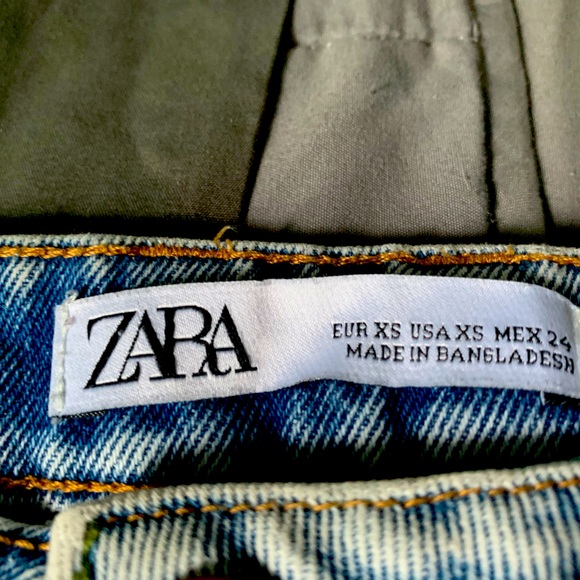 ZARA
EUR XS USA XS MEX 24
MADE IN BANGLADESH